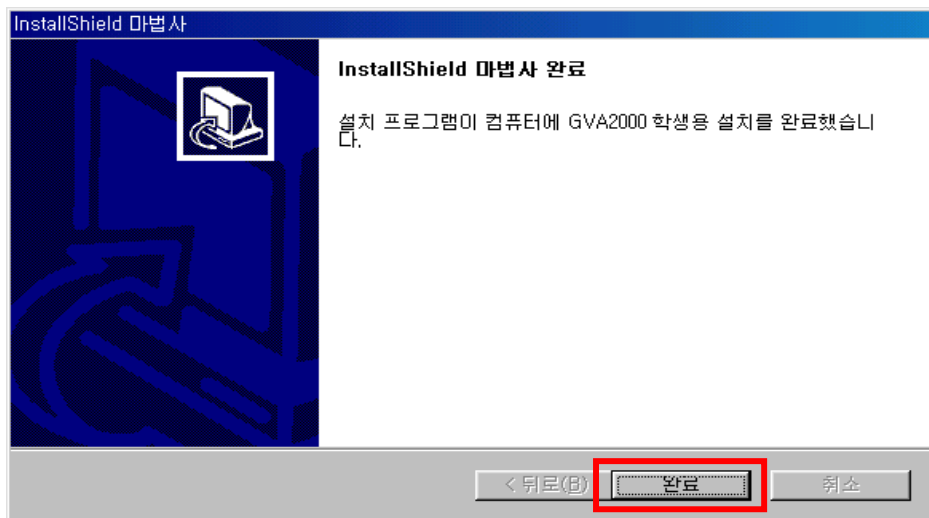 InstallShield 마법사
InstallShield 마법사 완료
설치 프로그램이 컴퓨터에 GVA2000 학생용 설치를 완료했습니
다.
< 뒤로(B)
완료
취소